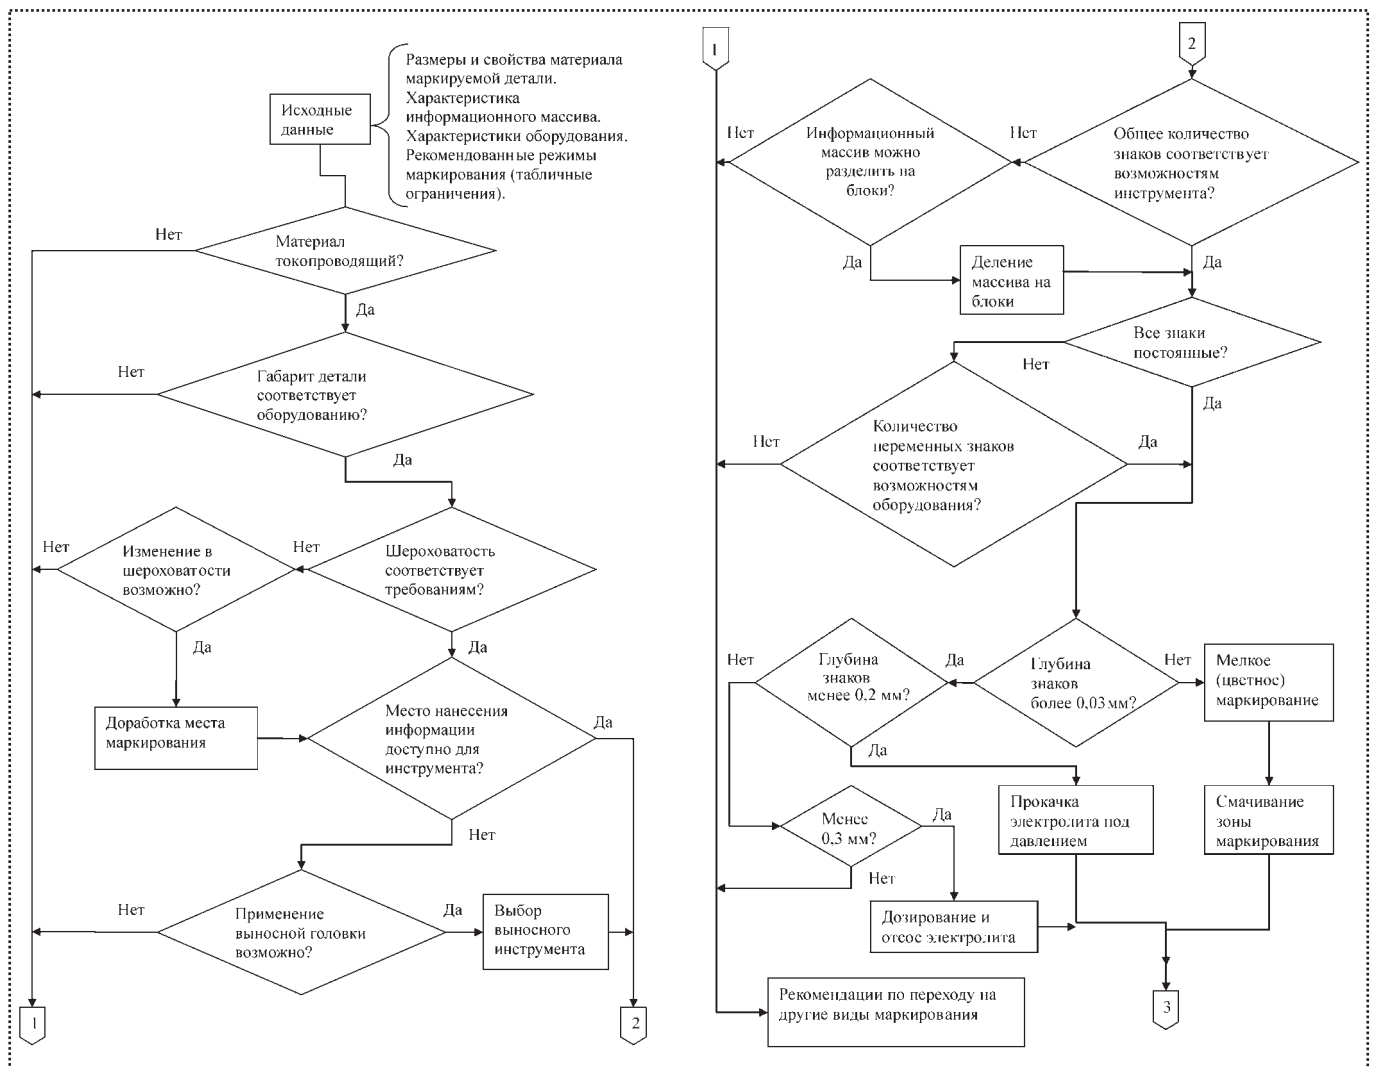 Исходные
данные
Размеры и свойства материала
маркируемой детали.
Характеристика
информационного массива.
Характеристики оборудования.
Рекомендованные режимы
маркирования (табличные
ограничения).
Нет
Материал
токопроводящий?
Да
Нет
Габарит детали
соответствует
оборудованию?
Да
Нет
Изменение в
шероховатости
возможно?
Нет
Шероховатость
соответствует
требованиям?
Да
Да
Доработка места
маркирования
Место нанесения
информации
доступно для
инструмента?
Да
Нет
Нет
Применение
выносной головки
возможно?
Да
Выбор
выносного
инструмента
1
2
1
2
Нет
Информационный
массив можно
разделить на
блоки?
Нет
Общее количество
знаков соответствует
возможностям
инструмента?
Да
Деление
массива на
блоки
Да
Все знаки
постоянные?
Нет
Да
Нет
Количество
переменных знаков
соответствует
возможностям
оборудования?
Да
Нет
Глубина
знаков
менее 0,2 мм?
Да
Глубина
знаков
более 0,03 мм?
Нет
Мелкое
(цветное)
маркирование
Да
Менее
0,3 мм?
Да
Прокачка
электролита под
давлением
Смачивание
зоны
маркирования
Нет
Дозирование и
отсос электролита
Рекомендации по переходу на
другие виды маркирования
3